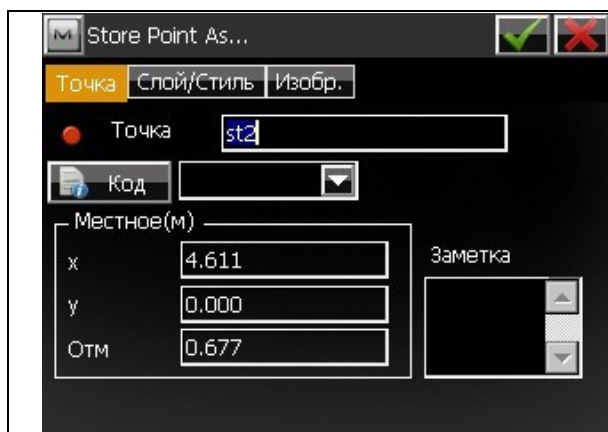 M Store Point As...
Точка Слой/Стиль Изобр.
Точка st2
Код
Местное(м)
x 4.611
Заметка
y 0.000
Отм 0.677